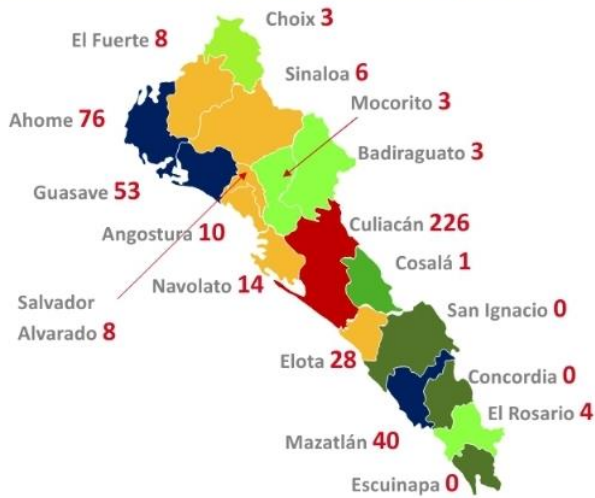 Choix 3
El Fuerte 8
Sinaloa 6
Mocorito 3
Ahome 76
Badiraguato 3
Guasave 53
Culiacán 226
Angostura 10
Cosalá 1
Navolato 14
Salvador
Alvarado 8
San Ignacio 0
Elota 28
Concordia 0
El Rosario 4
Mazatlán 40
Escuinapa 0